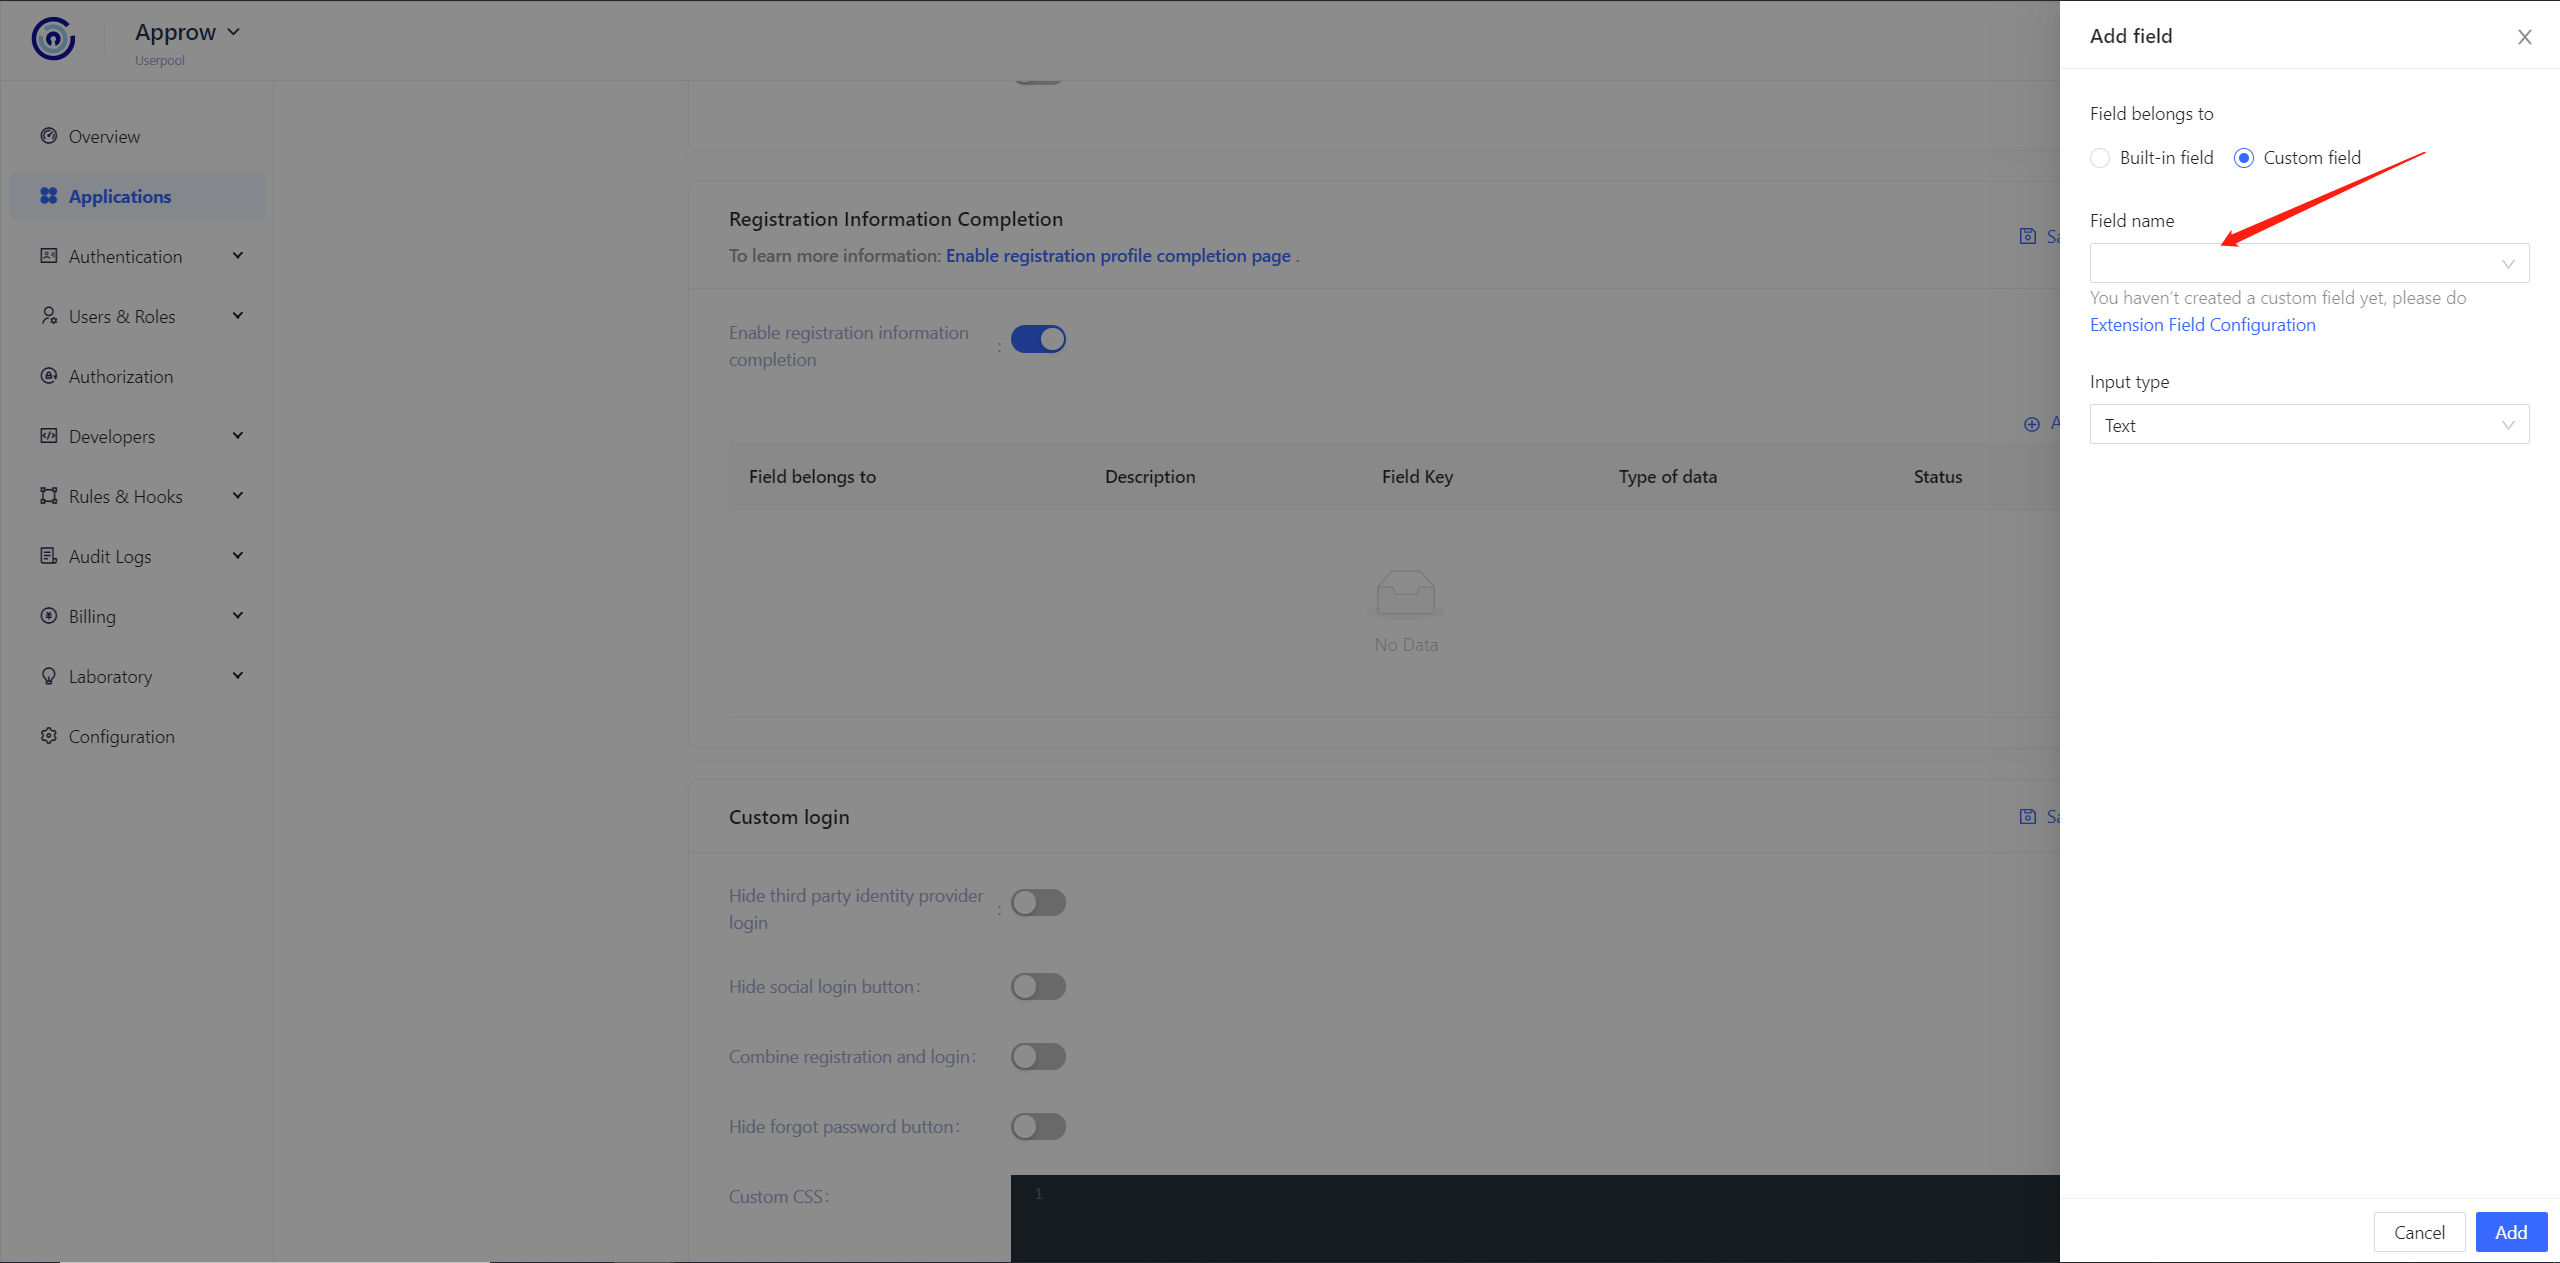 Approw
Userpool
Overview
Applications
Authentication
Users & Roles
Authorization
Developers
Rules & Hooks
Audit Logs
Billing
Laboratory
Configuration
Registration Information Completion
To learn more information: Enable registration profile completion page .
Enable registration information
completion :
Field belongs to Description Field Key Type of data Status
No Data
Custom login
Hide third party identity provider
login :
Hide social login button:
Combine registration and login:
Hide forgot password button:
Custom CSS:
1
Add field
Field belongs to
Built-in field Custom field
Field name
You haven't created a custom field yet, please do
Extension Field Configuration
Input type
Text
Cancel Add